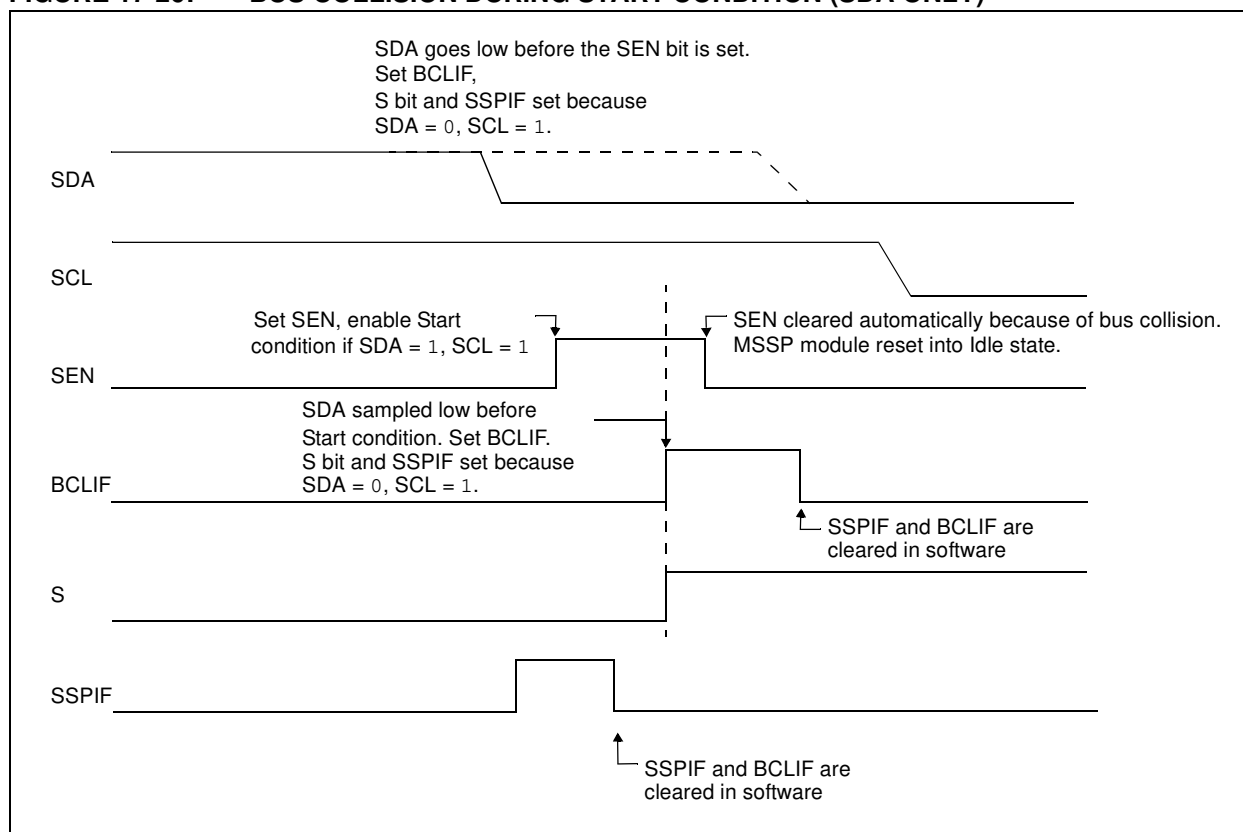 SDA goes low before the SEN bit is set.
Set BCLIF,
S bit and SSPIF set because
SDA = 0, SCL = 1.
SDA
SCL
Set SEN, enable Start
condition if SDA = 1, SCL = 1
SEN cleared automatically because of bus collision.
MSSP module reset into Idle state.
SEN
SDA sampled low before
Start condition. Set BCLIF.
S bit and SSPIF set because
SDA = 0, SCL = 1.
BCLIF
SSPIF and BCLIF are
cleared in software
S
SSPIF
SSPIF and BCLIF are
cleared in software